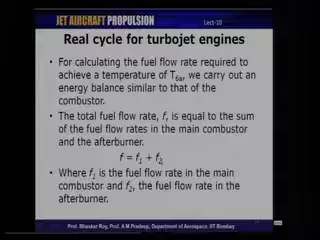 JET AIRCRAFT PROPULSION
Lect-10
Real cycle for turbojet engines
• For calculating the fuel flow rate required to
achieve a temperature of T6a, we carry out an
energy balance similar to that of the
combustor.
• The total fuel flow rate, f, is equal to the sum
of the fuel flow rates in the main combustor
and the afterburner.
f = f1 + f2
• Where f1 is the fuel flow rate in the main
combustor and f2, the fuel flow rate in the
afterburner.
Prof. Bhaskar Roy, Prof. A M Pradeep, Department of Aerospace, IIT Bombay